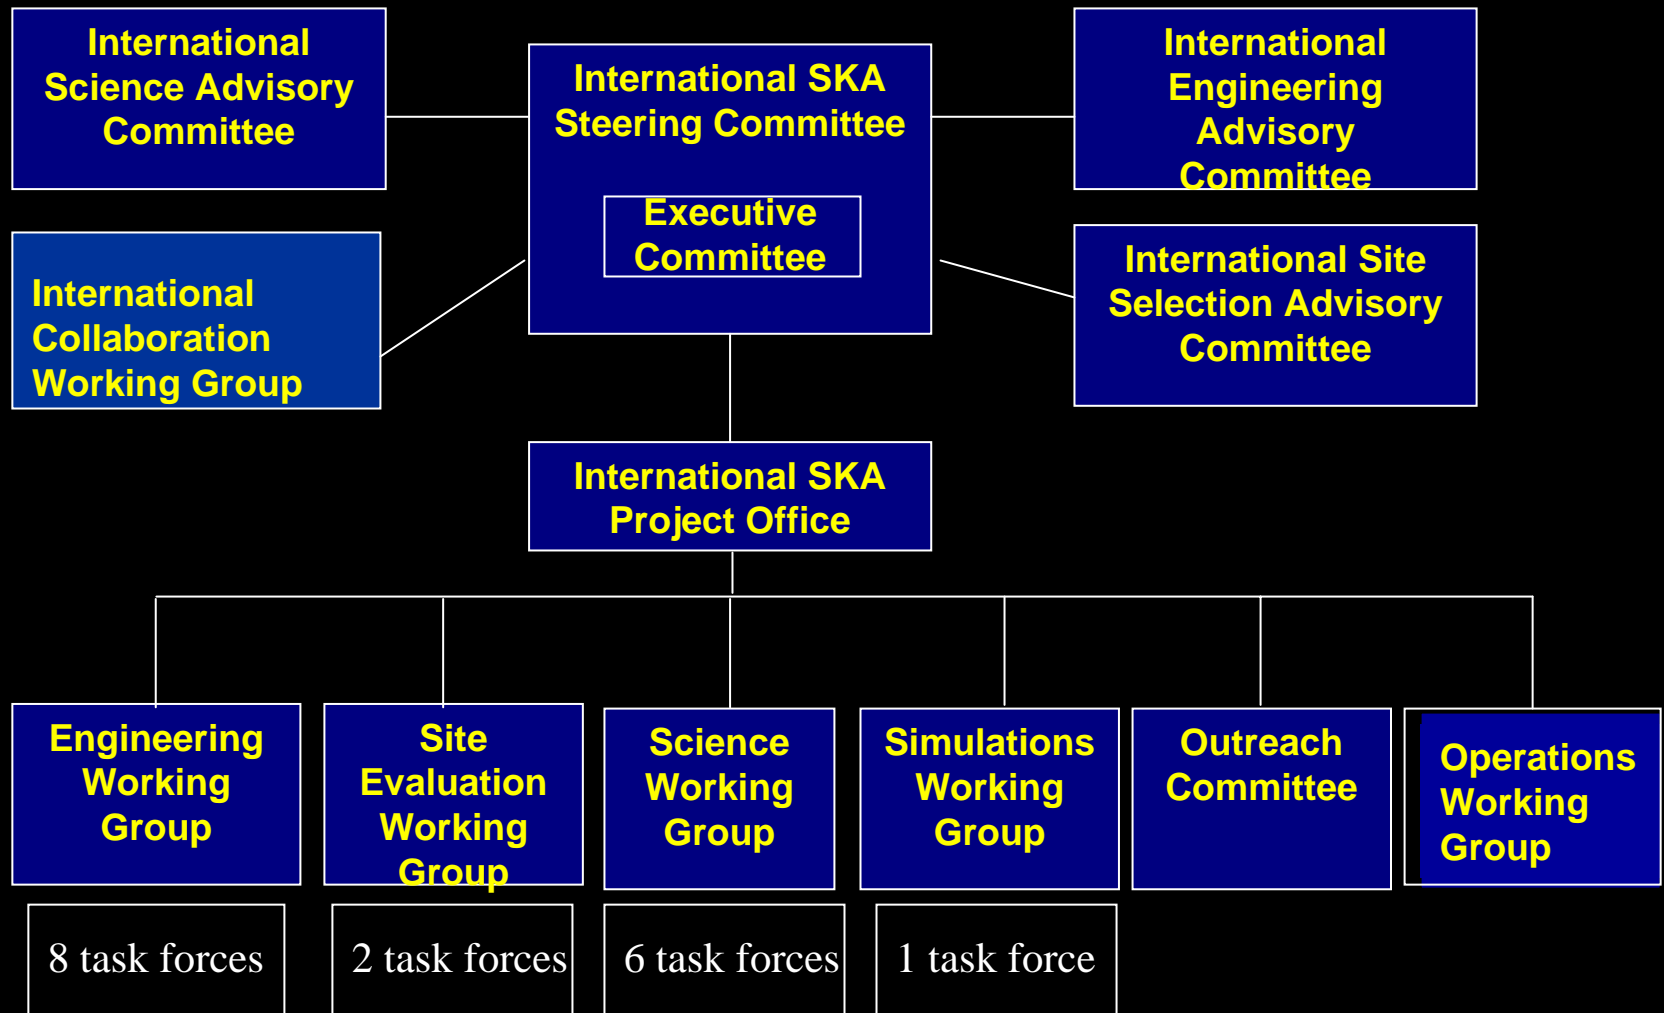 International
Science Advisory
Committee
International SKA
Steering Committee
Executive
Committee
International
Engineering
Advisory
Committee
International
Collaboration
Working Group
International Site
Selection Advisory
Committee
International SKA
Project Office
Engineering
Working
Group
Site
Evaluation
Working
Group
Science
Working
Group
Simulations
Working
Group
Outreach
Committee
Operations
Working
Group
8 task forces
2 task forces
6 task forces
1 task force